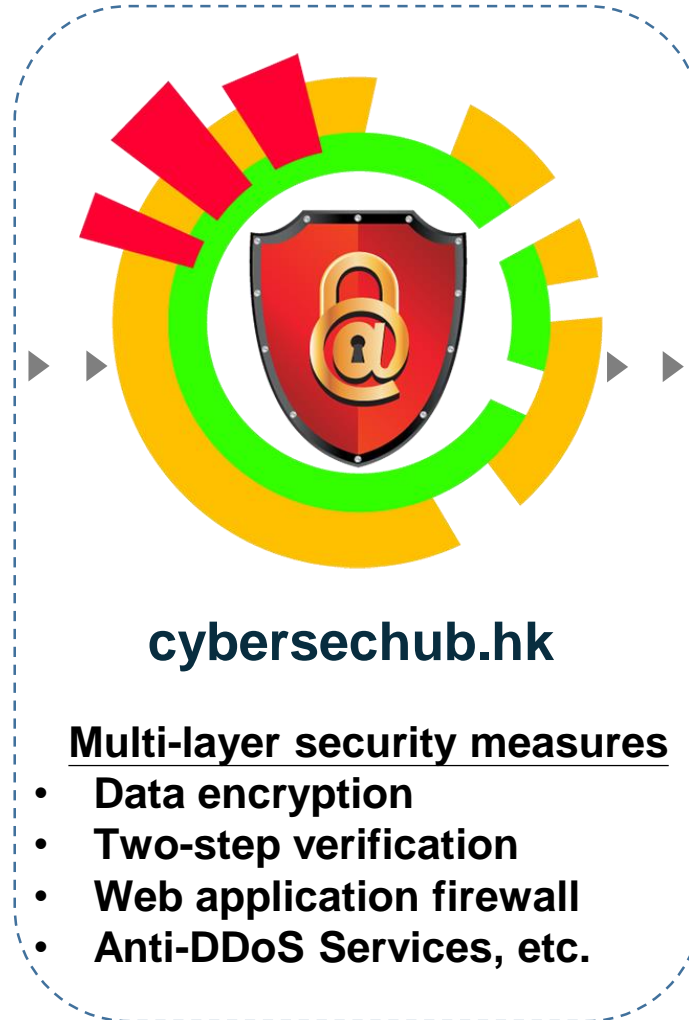 @
cybersechub.hk
Multi-layer security measures
• Data encryption
• Two-step verification
• Web application firewall
• Anti-DDoS Services, etc.